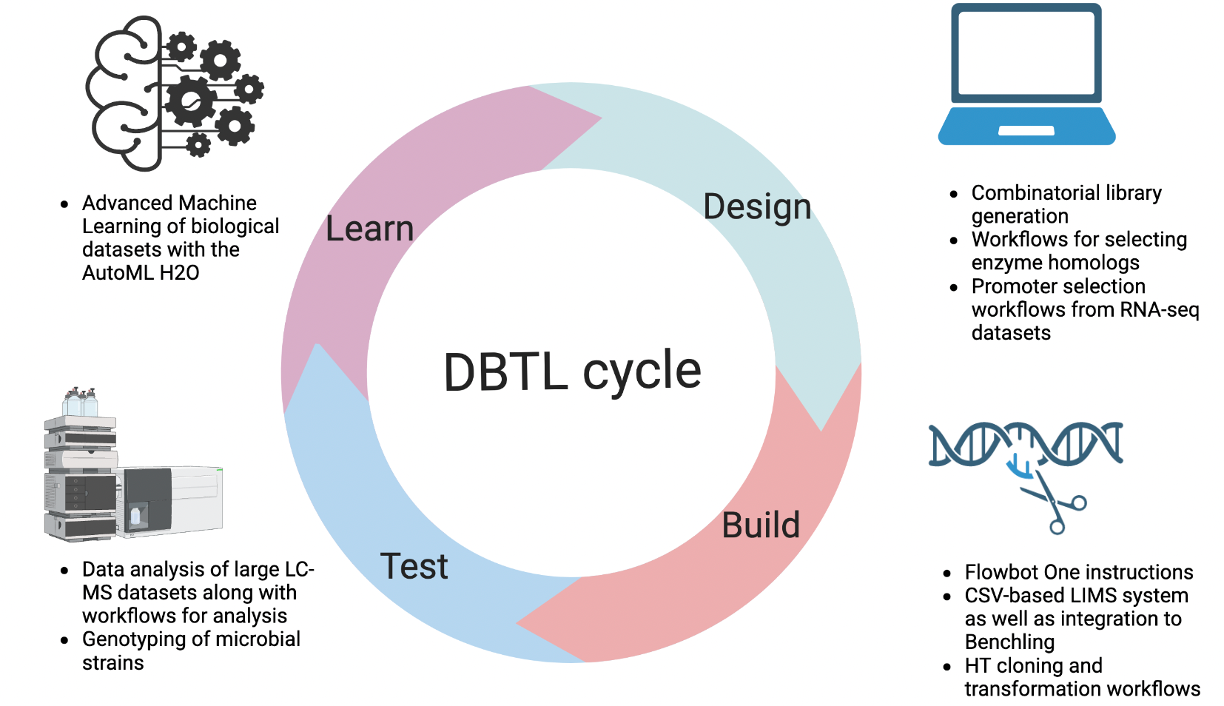 Learn
Design
DBTL cycle
Build
Test
• Advanced Machine
Learning of biological
datasets with the
AutoML H2O
• Combinatorial library
generation
• Workflows for selecting
enzyme homologs
• Promoter selection
workflows from RNA-seq
datasets
• Data analysis of large LC-
MS datasets along with
workflows for analysis
• Genotyping of microbial
strains
• Flowbot One instructions
• CSV-based LIMS system
as well as integration to
Benchling
• HT cloning and
transformation workflows